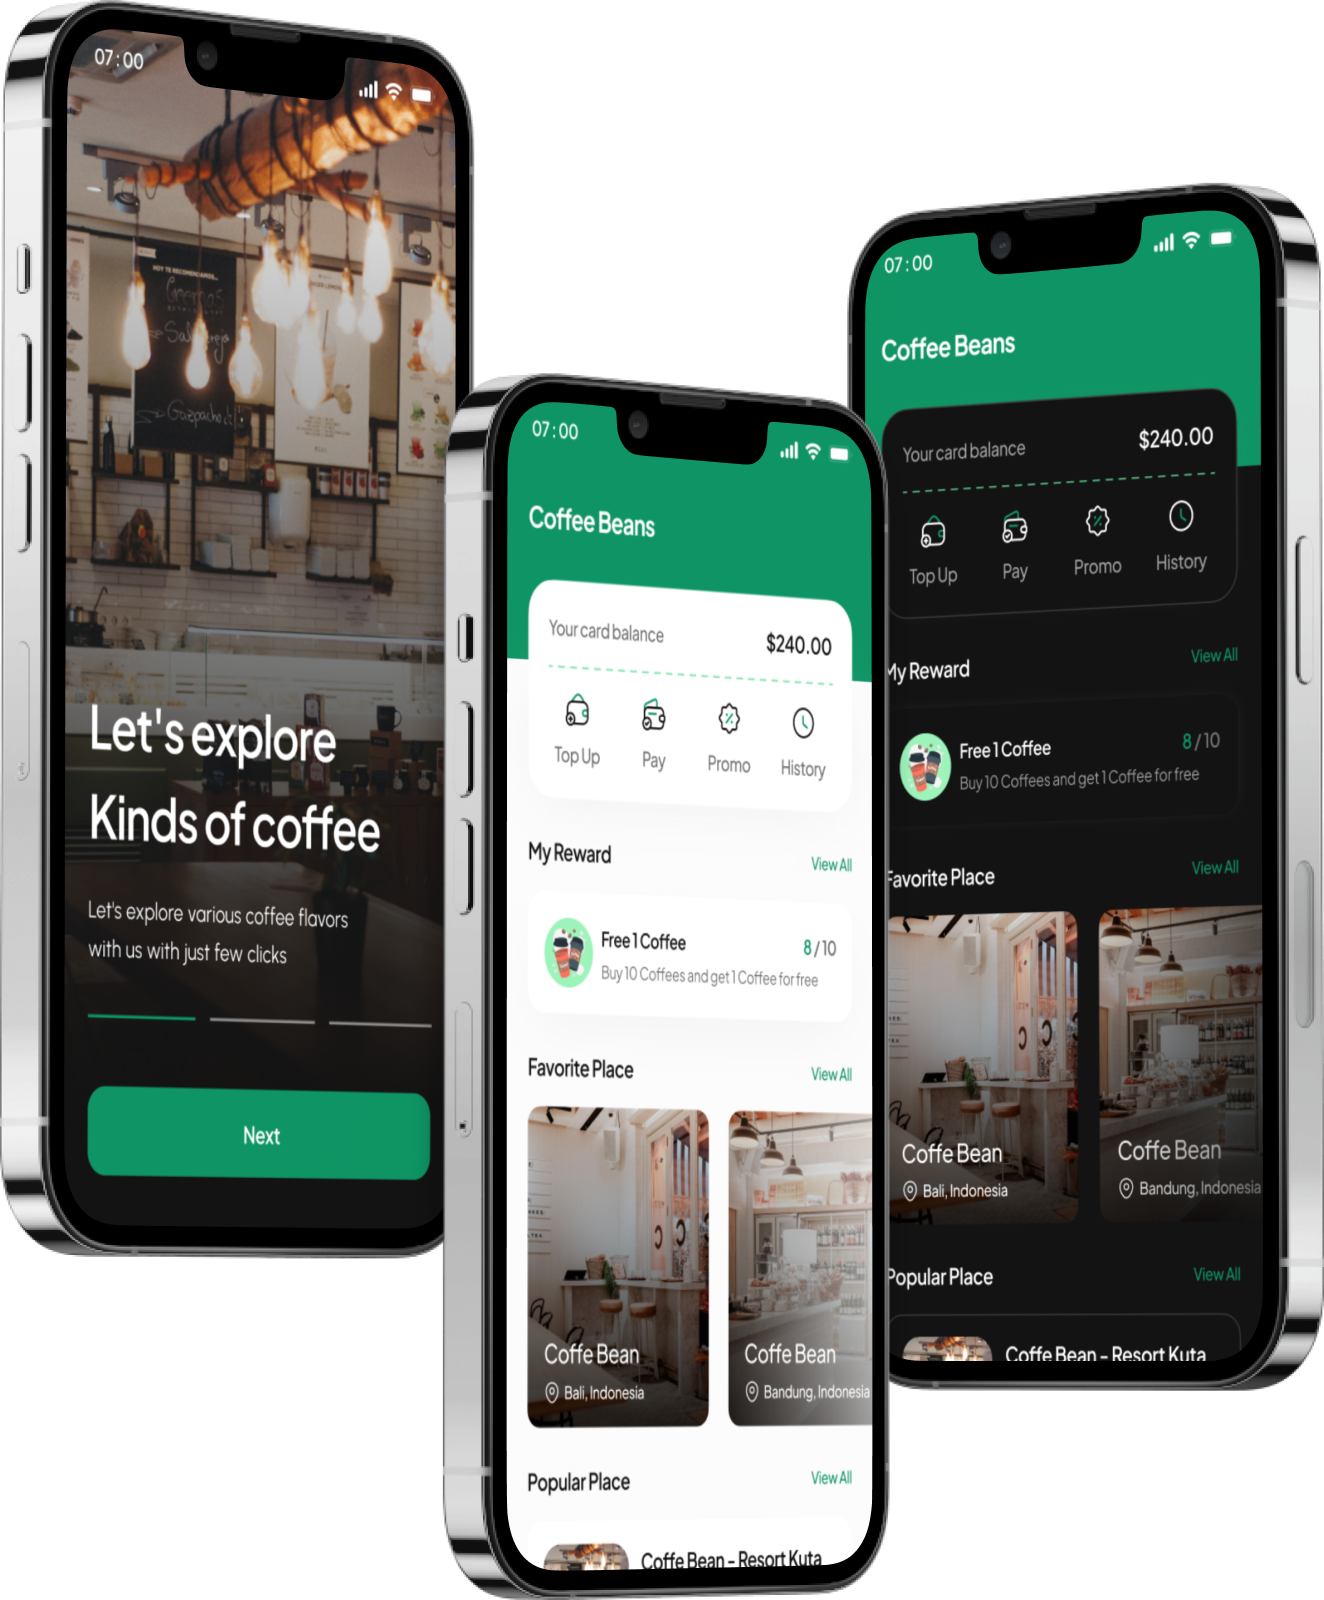 07:00
HOY TE RECOMENDAMOS...
Cremas
Salmorejo
Gazpacho
Let's explore
Kinds of coffee
Let's explore various coffee flavors
with us with just few clicks
Next
07:00
Coffee Beans
Your card balance
$240.00
Top Up
Pay
Promo
History
My Reward
View All
Free 1 Coffee
8/10
Buy 10 Coffees and get 1 Coffee for free
Favorite Place
View All
Coffe Bean
Bali, Indonesia
Coffe Bean
Bandung, Indonesia
Popular Place
View All
Coffe Bean - Resort Kuta
07:00
Coffee Beans
Your card balance
$240.00
Top Up
Pay
Promo
History
My Reward
View All
Free 1 Coffee
8/10
Buy 10 Coffees and get 1 Coffee for free
Favorite Place
View All
Coffe Bean
Bali, Indonesia
Coffe Bean
Bandung, Indonesia
Popular Place
View All
Coffe Bean - Resort Kuta